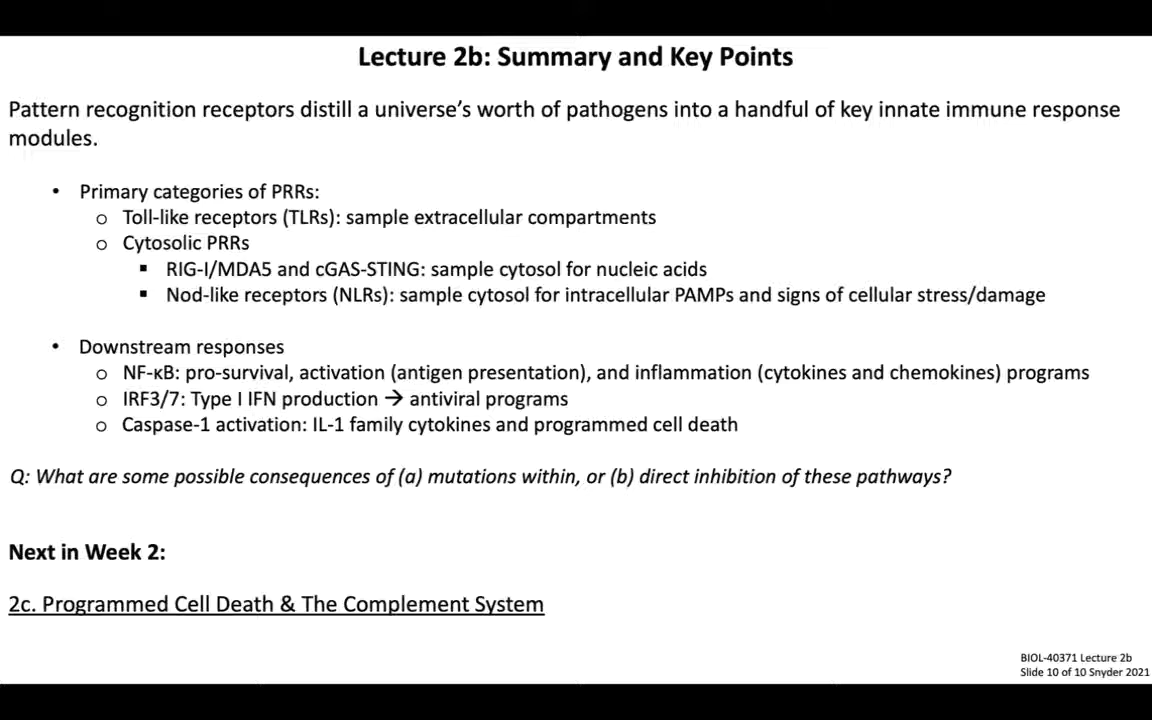 Lecture 2b: Summary and Key Points
Pattern recognition receptors distill a universe's worth of pathogens into a handful of key innate immune response
modules.
• Primary categories of PRRs:
o Toll-like receptors (TLRs): sample extracellular compartments
o Cytosolic PRRs
▪ RIG-I/MDA5 and cGAS-STING: sample cytosol for nucleic acids
▪ Nod-like receptors (NLRs): sample cytosol for intracellular PAMPs and signs of cellular stress/damage
• Downstream responses
o NF-κB: pro-survival, activation (antigen presentation), and inflammation (cytokines and chemokines) programs
o IRF3/7: Type I IFN production → antiviral programs
o Caspase-1 activation: IL-1 family cytokines and programmed cell death
Q: What are some possible consequences of (a) mutations within, or (b) direct inhibition of these pathways?
Next in Week 2:
2c. Programmed Cell Death & The Complement System
BIOL-40371 Lecture 2b
Slide 10 of 10 Snyder 2021